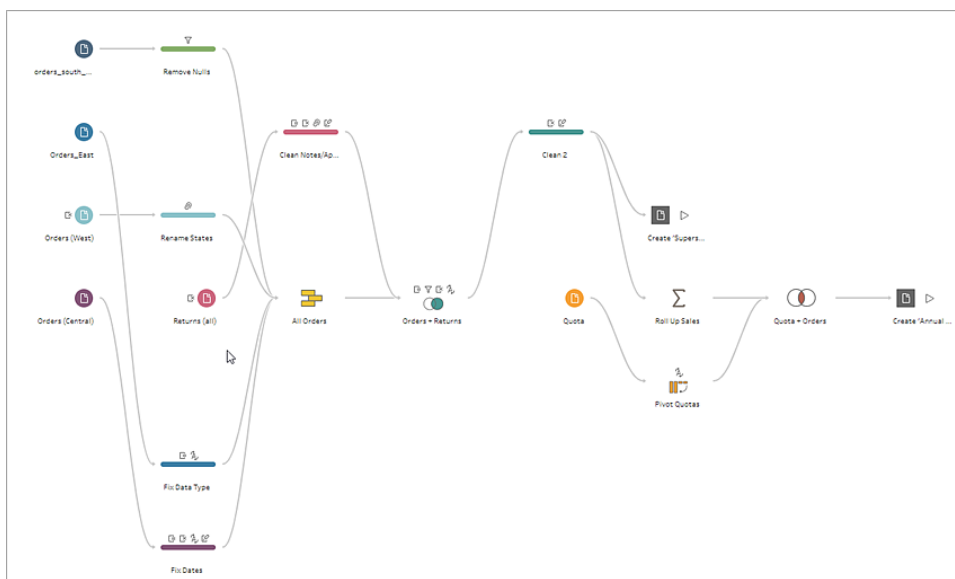 Remove Nulls
orders_south_...
Orders_East
Clean Notes/Ap...
Clean 2
Orders (West)
Rename States
Create 'Supers...
Orders (Central)
Returns (all)
All Orders
Orders + Returns
Quota
Roll Up Sales
Quota + Orders
Create 'Annual ...
Pivot Quotas
Fix Data Type
Fix Dates